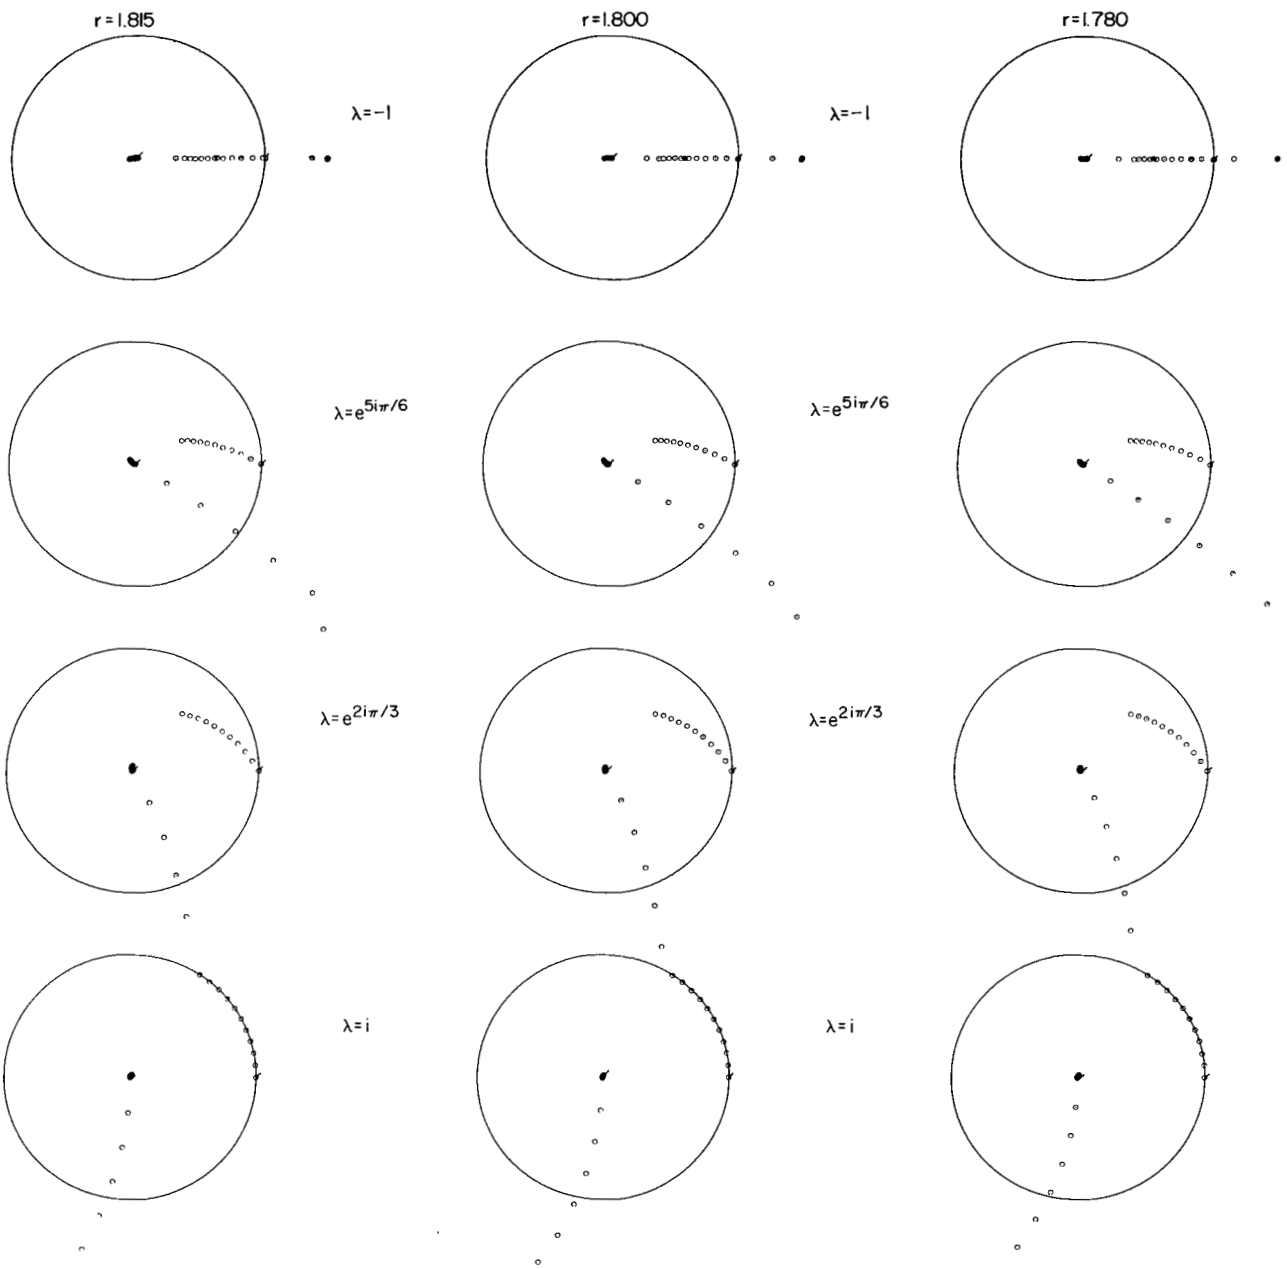 r=1.815 r=1.800 r=1.780
λ=-1 λ=-1
λ=e^{5iπ/6} λ=e^{5iπ/6}
λ=e^{2iπ/3} λ=e^{2iπ/3}
λ=i λ=i